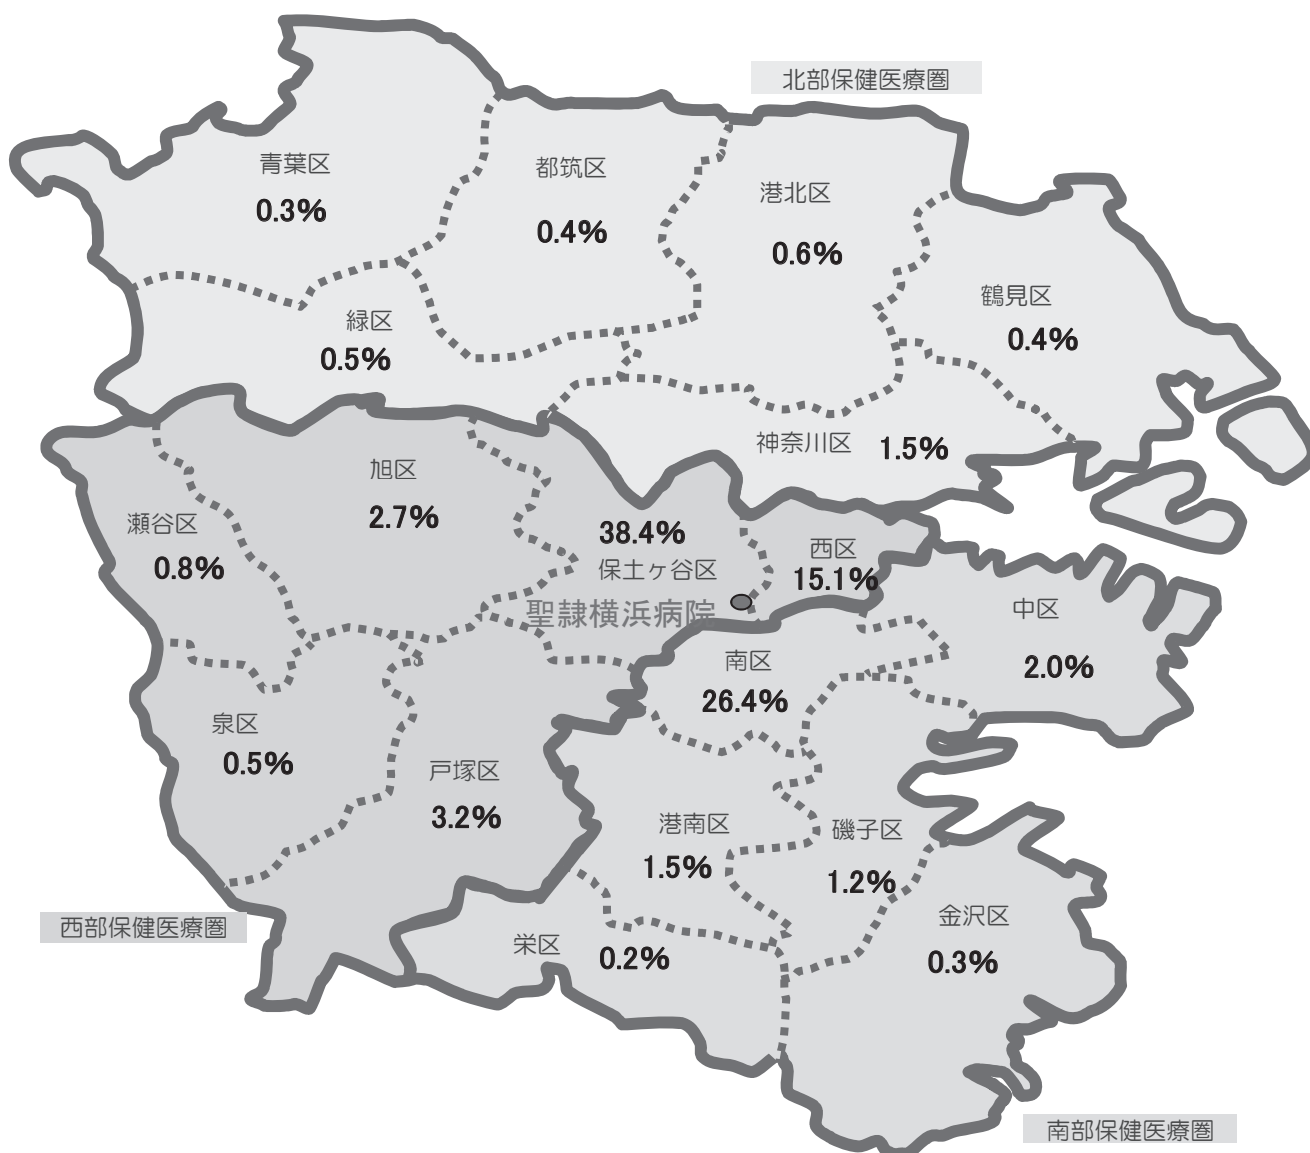 北部保健医療圏
青葉区
0.3%
都筑区
0.4%
港北区
0.6%
鶴見区
0.4%
緑区
0.5%
神奈川区 1.5%
旭区
2.7%
瀬谷区
0.8%
38.4%
保土ヶ谷区
聖隷横浜病院
西区
15.1%
中区
2.0%
南区
26.4%
泉区
0.5%
戸塚区
3.2%
港南区
1.5%
磯子区
1.2%
金沢区
0.3%
西部保健医療圏
栄区 0.2%
南部保健医療圏